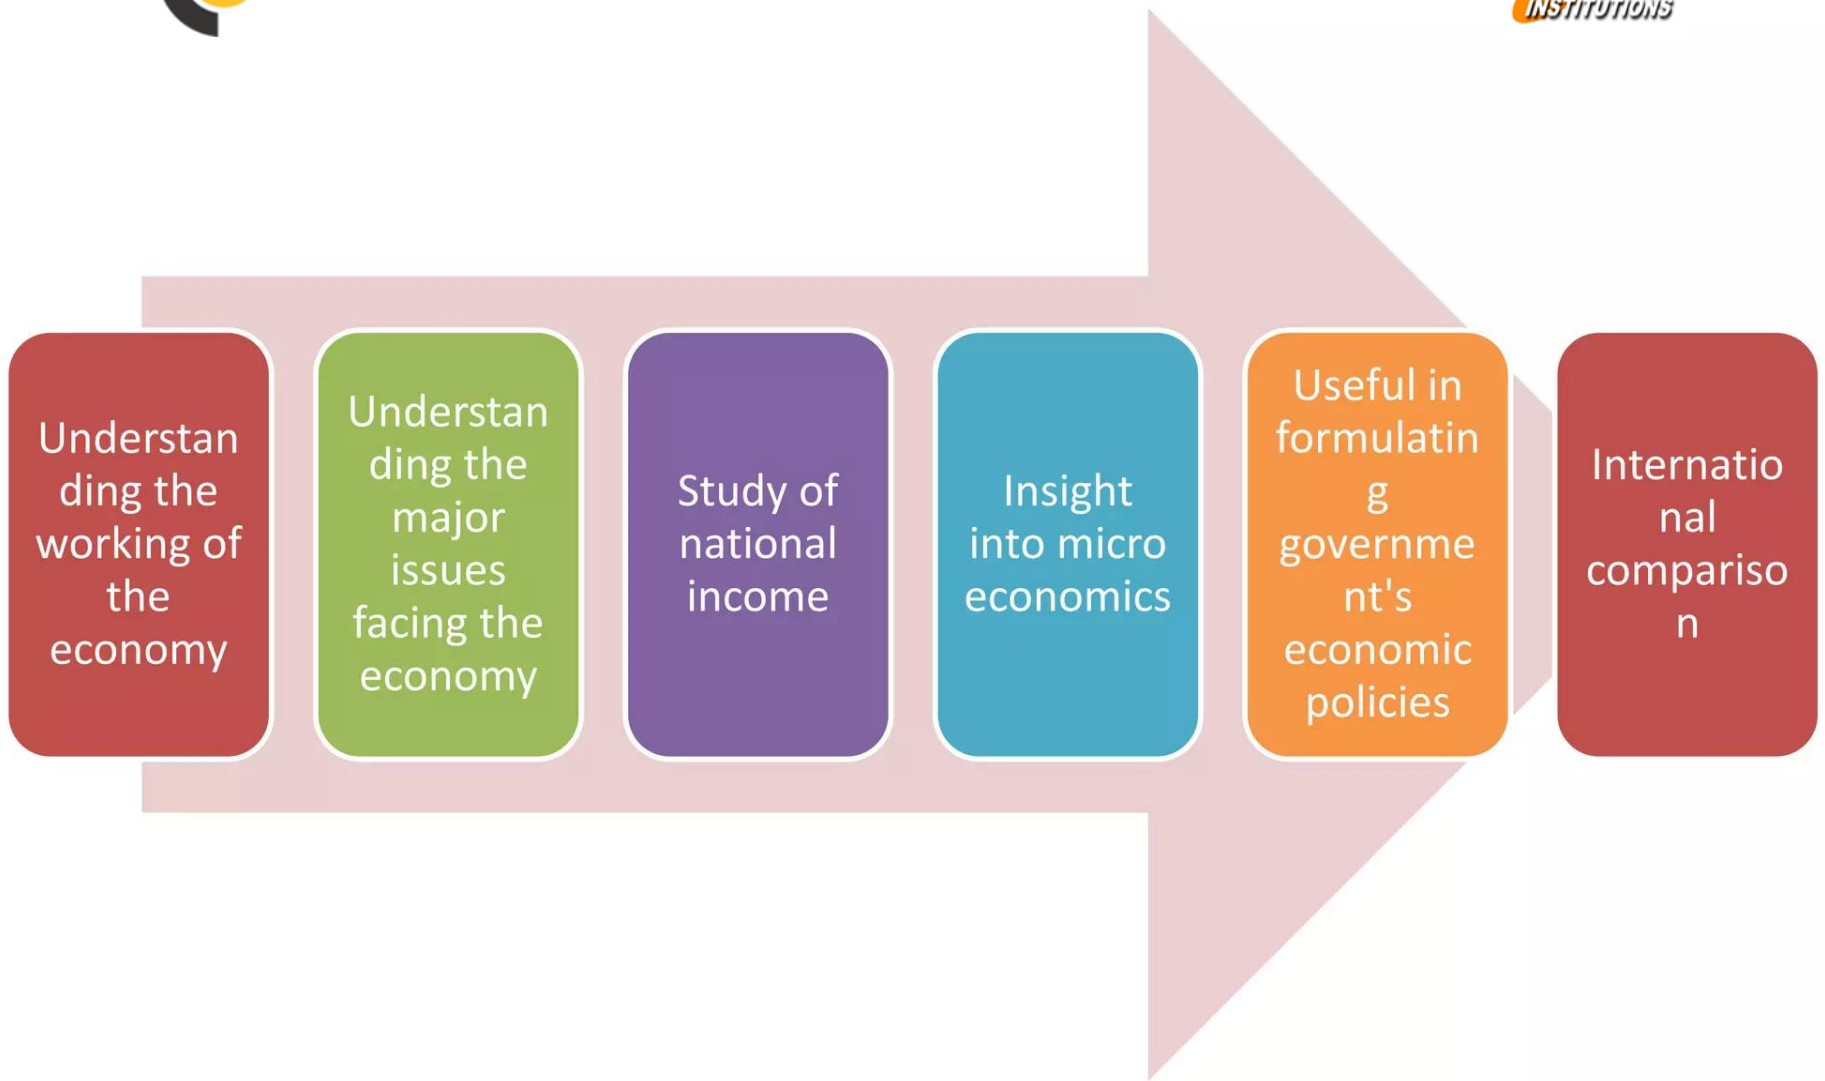 INSTITUTIONS
Understan
ding the
working of
the
economy
Understan
ding the
major
issues
facing the
economy
Study of
national
income
Insight
into micro
economics
Useful in
formulatin
g
governme
nt's
economic
policies
Internatio
nal
compariso
n